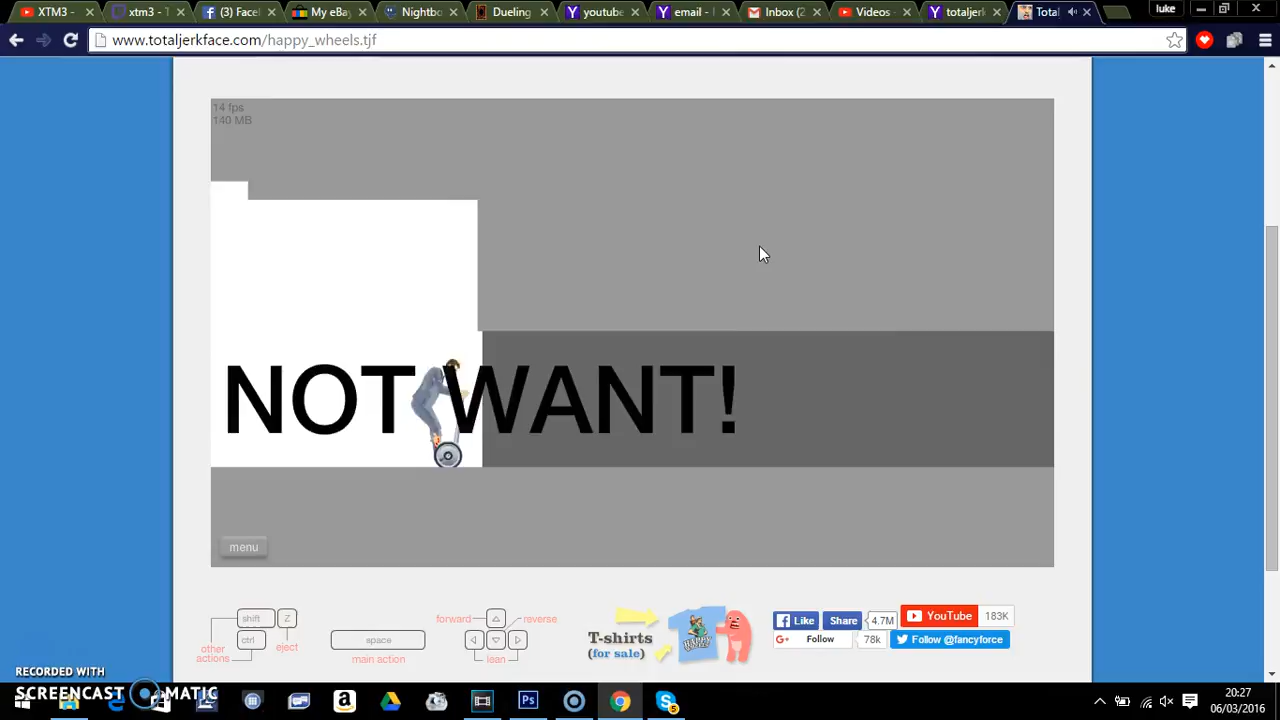 XTM3 -
xtm3 - T
(3) Face
My eBa
Nightbo
Dueling
youtube
email -
Inbox (2
Videos -
totaljerk
Total
luke
www.totaljerkface.com/happy_wheels.tjf
14 fps
140 MB
NOT WANT!
menu
shift
Z
ctrl
other
actions
eject
space
main action
forward
reverse
lean
T-shirts
(for sale)
Like
Share
4.7M
YouTube
183K
Follow
78k
Follow @fancyforce
RECORDED WITH
SCREENCAST MATIC
5
20:27
06/03/2016